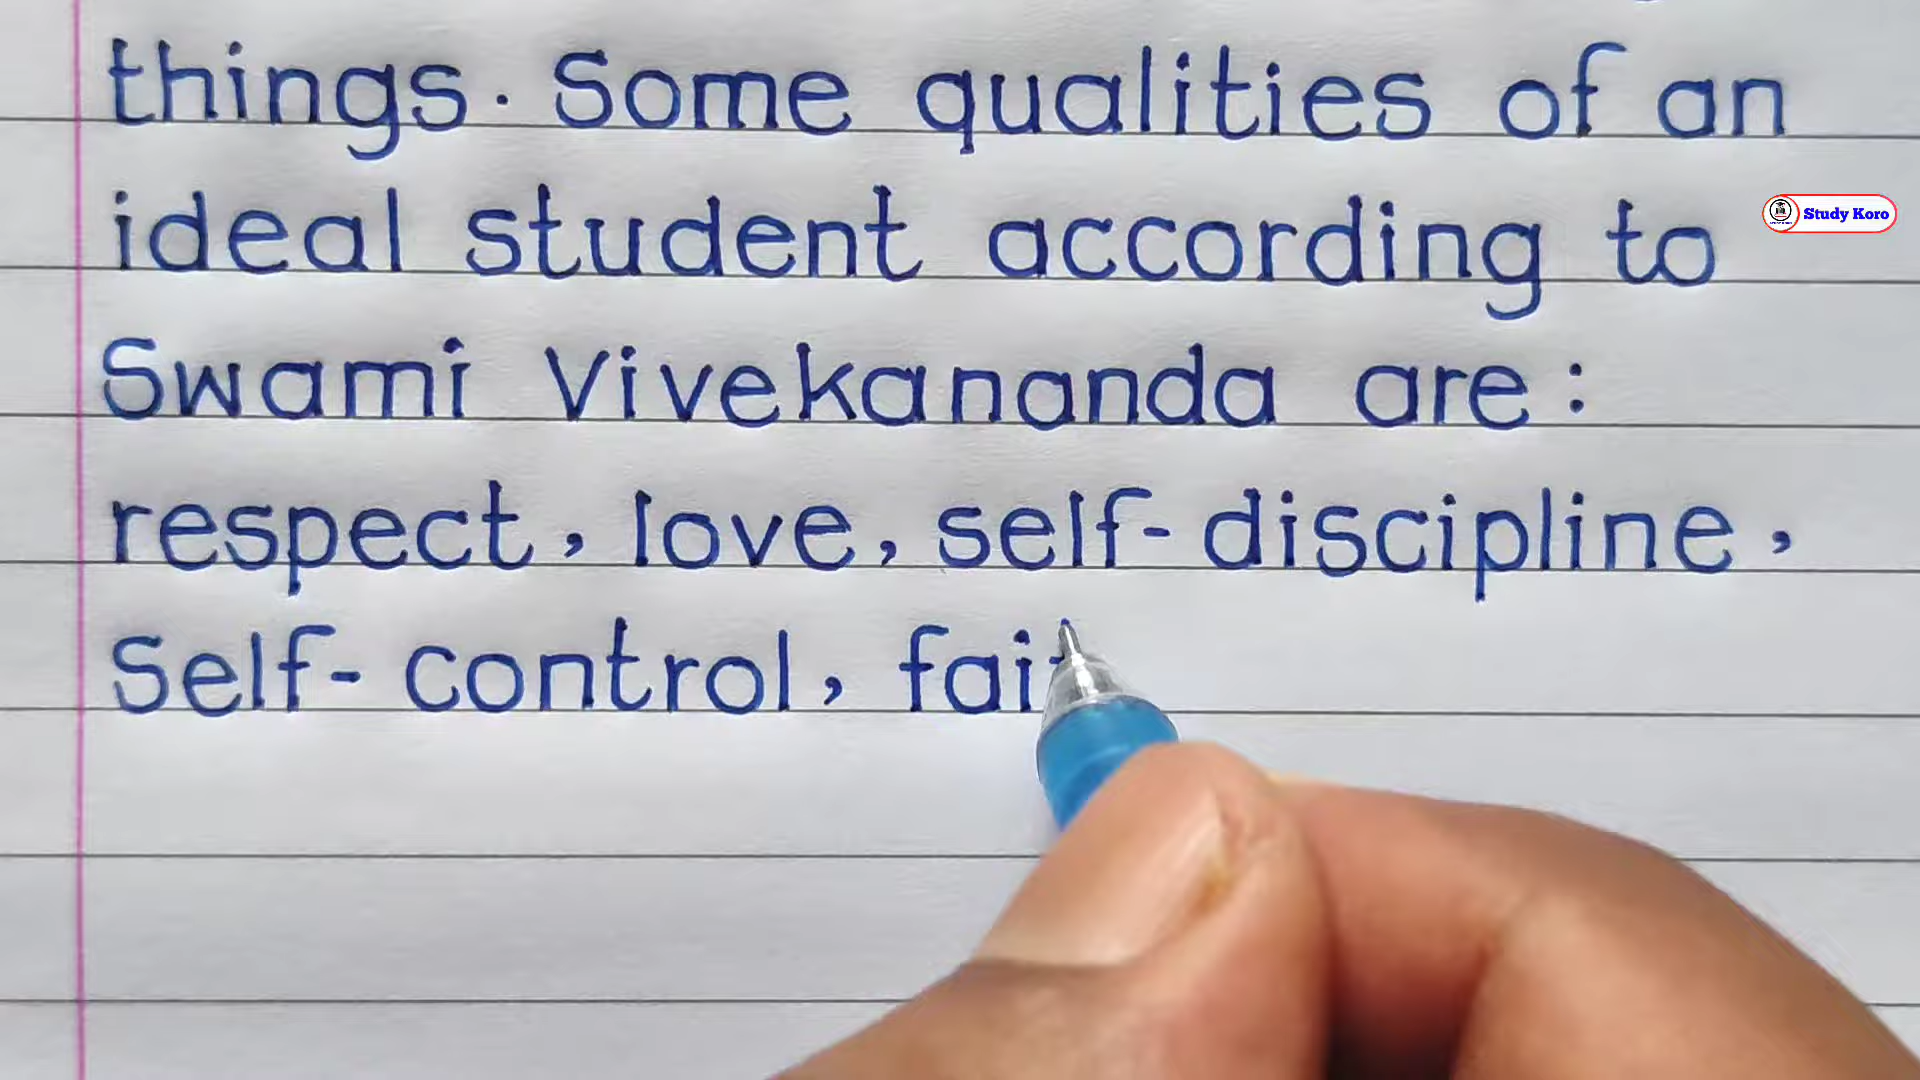 things. Some qualities of an
ideal student according to
Study Koro
Swami Vivekananda are:
respect, love, self-discipline,
Self-control, fai